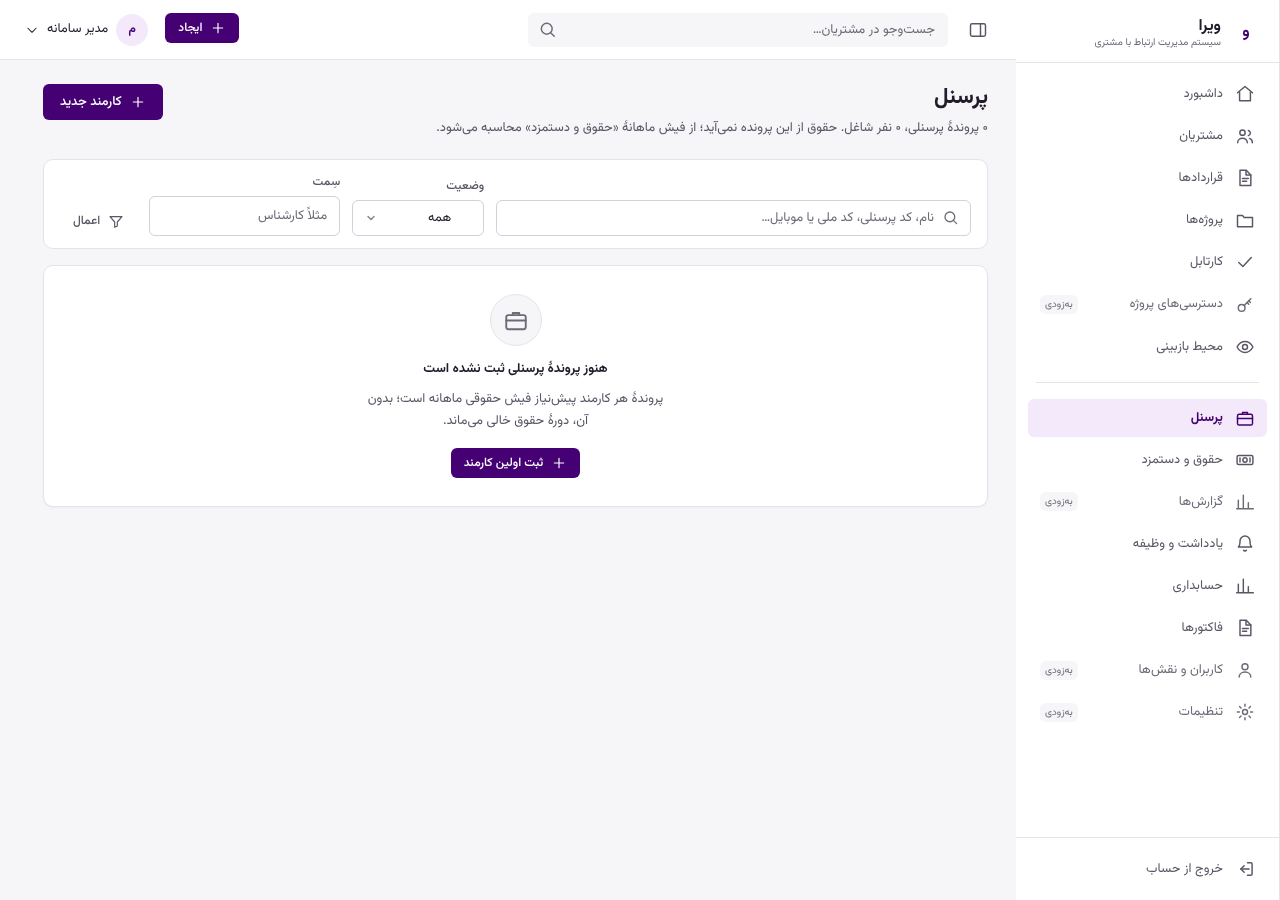 و
ویرا
سیستم مدیریت ارتباط با مشتری
داشبورد
مشتریان
قراردادها
پروژه‌ها
کارتابل
دسترسی‌های پروژه
به‌زودی
محیط بازبینی
پرسنل
حقوق و دستمزد
گزارش‌ها
به‌زودی
یادداشت و وظیفه
حسابداری
فاکتورها
کاربران و نقش‌ها
به‌زودی
تنظیمات
به‌زودی
خروج از حساب
جست‌وجو در مشتریان…
ایجاد
م
مدیر سامانه
پرسنل
۰ پروندهٔ پرسنلی، ۰ نفر شاغل. حقوق از این پرونده نمی‌آید؛ از فیش ماهانهٔ «حقوق و دستمزد» محاسبه می‌شود.
کارمند جدید
نام، کد پرسنلی، کد ملی یا موبایل…
وضعیت
همه
سِمت
مثلاً کارشناس
اعمال
هنوز پروندهٔ پرسنلی ثبت نشده است
پروندهٔ هر کارمند پیش‌نیاز فیش حقوقی ماهانه است؛ بدون
آن، دورهٔ حقوق خالی می‌ماند.
ثبت اولین کارمند